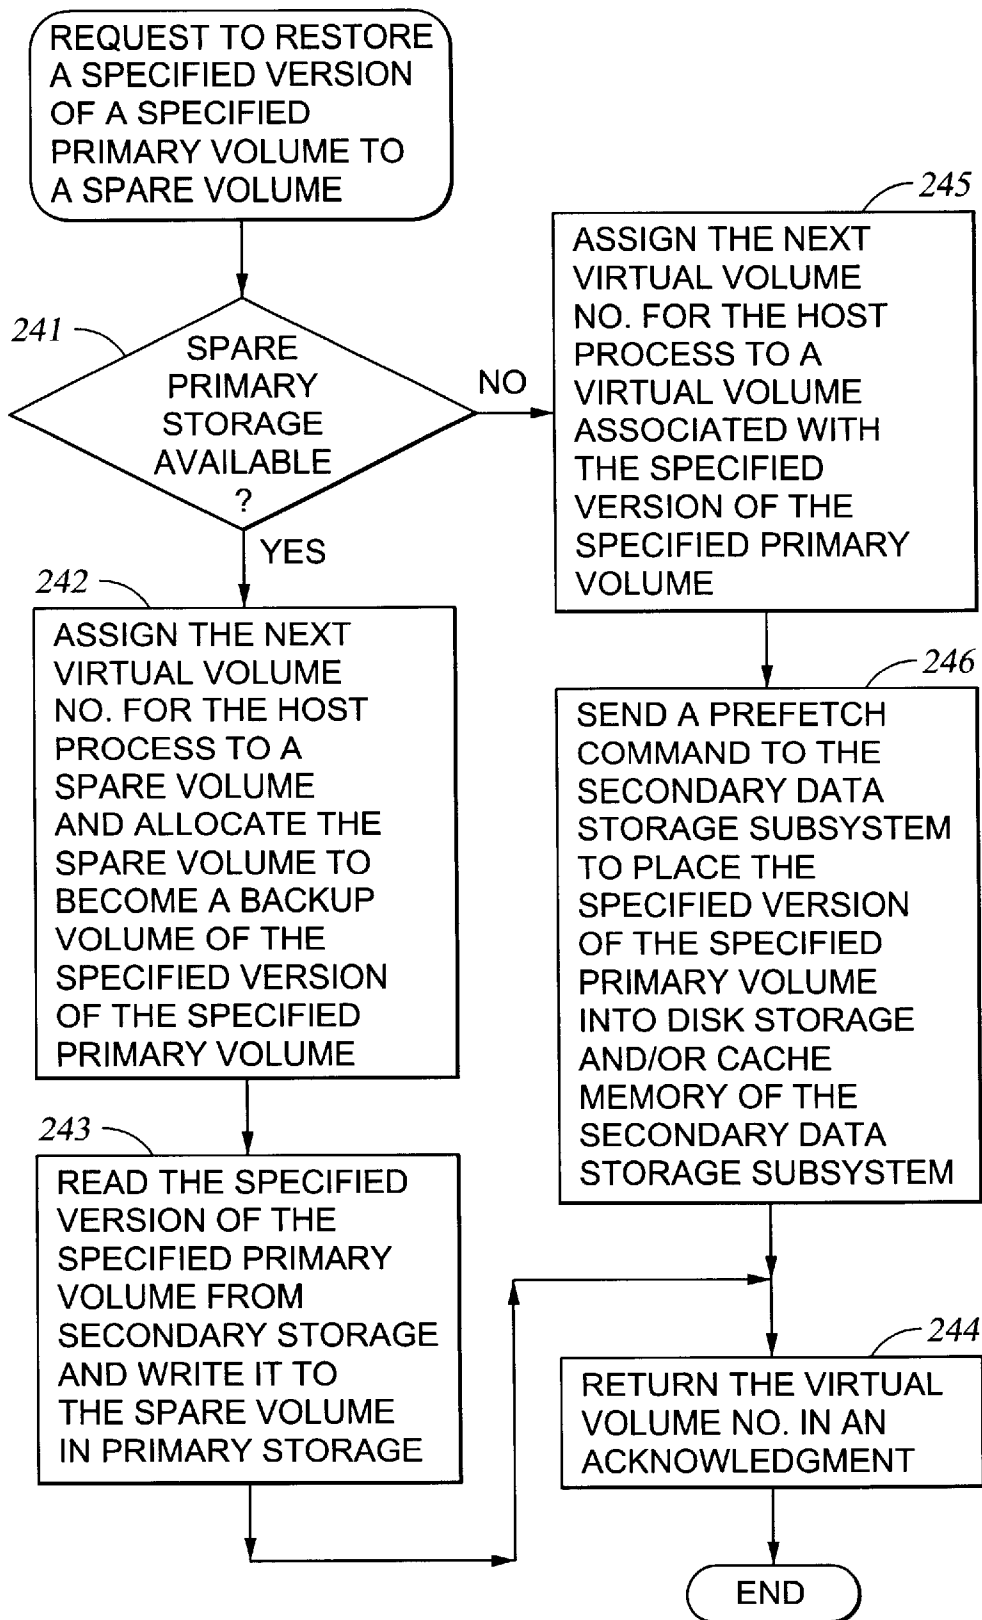 REQUEST TO RESTORE
A SPECIFIED VERSION
OF A SPECIFIED
PRIMARY VOLUME TO
A SPARE VOLUME
241
SPARE
PRIMARY
STORAGE
AVAILABLE
?
NO
YES
242
ASSIGN THE NEXT
VIRTUAL VOLUME
NO. FOR THE HOST
PROCESS TO A
SPARE VOLUME
AND ALLOCATE THE
SPARE VOLUME TO
BECOME A BACKUP
VOLUME OF THE
SPECIFIED VERSION
OF THE SPECIFIED
PRIMARY VOLUME
243
READ THE SPECIFIED
VERSION OF THE
SPECIFIED PRIMARY
VOLUME FROM
SECONDARY STORAGE
AND WRITE IT TO
THE SPARE VOLUME
IN PRIMARY STORAGE
245
ASSIGN THE NEXT
VIRTUAL VOLUME
NO. FOR THE HOST
PROCESS TO A
VIRTUAL VOLUME
ASSOCIATED WITH
THE SPECIFIED
VERSION OF THE
SPECIFIED PRIMARY
VOLUME
246
SEND A PREFETCH
COMMAND TO THE
SECONDARY DATA
STORAGE SUBSYSTEM
TO PLACE THE
SPECIFIED VERSION
OF THE SPECIFIED
PRIMARY VOLUME
INTO DISK STORAGE
AND/OR CACHE
MEMORY OF THE
SECONDARY DATA
STORAGE SUBSYSTEM
244
RETURN THE VIRTUAL
VOLUME NO. IN AN
ACKNOWLEDGMENT
END